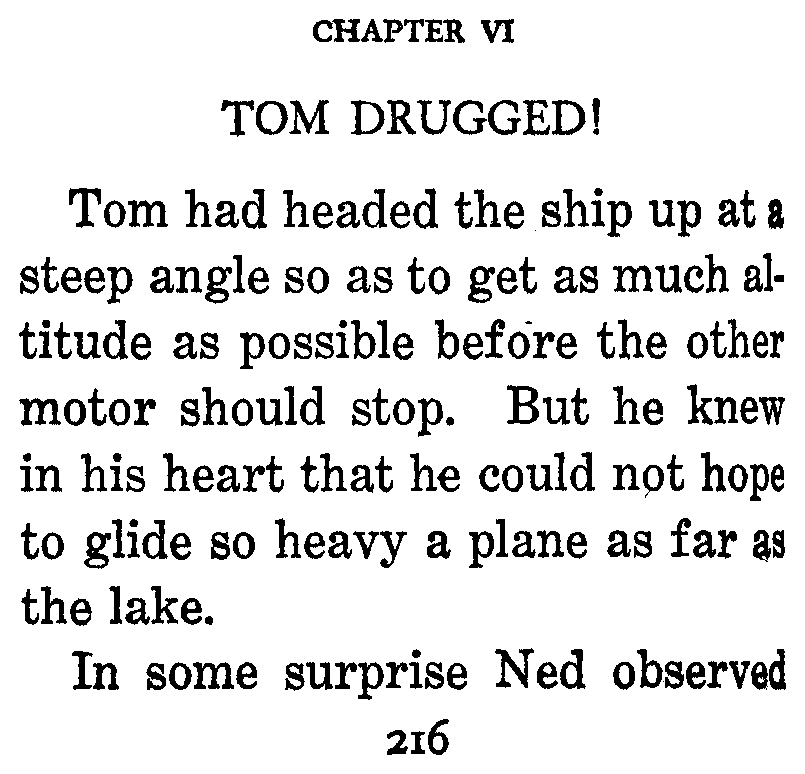 CHAPTER VI
TOM DRUGGED!
Tom had headed the ship up at a
steep angle so as to get as much al-
titude as possible before the other
motor should stop. But he knew
in his heart that he could not hope
to glide so heavy a plane as far as
the lake.
In some surprise Ned observed
216